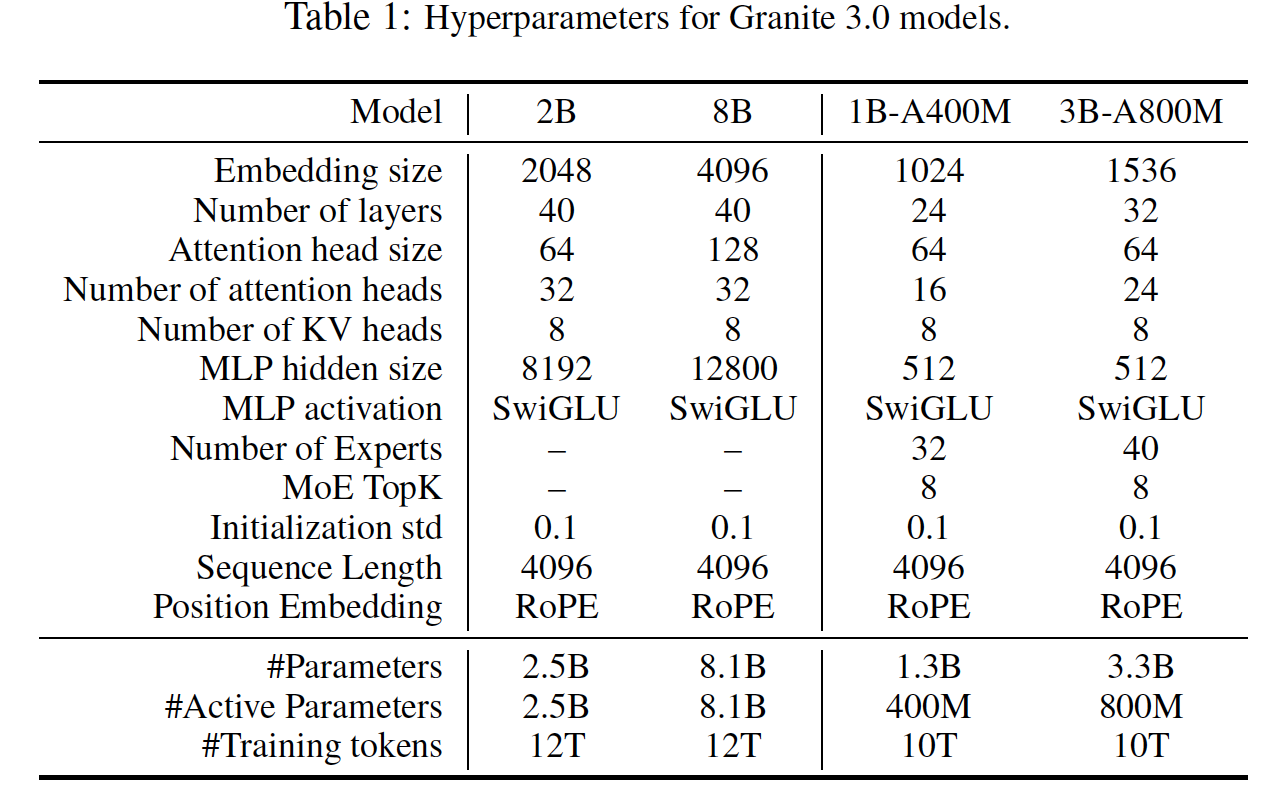 Table 1: Hyperparameters for Granite 3.0 models.
Model 2B 8B 1B-A400M 3B-A800M
Embedding size 2048 4096 1024 1536
Number of layers 40 40 24 32
Attention head size 64 128 64 64
Number of attention heads 32 32 16 24
Number of KV heads 8 8 8 8
MLP hidden size 8192 12800 512 512
MLP activation SwiGLU SwiGLU SwiGLU SwiGLU
Number of Experts – – 32 40
MoE TopK – – 8 8
Initialization std 0.1 0.1 0.1 0.1
Sequence Length 4096 4096 4096 4096
Position Embedding RoPE RoPE RoPE RoPE
#Parameters 2.5B 8.1B 1.3B 3.3B
#Active Parameters 2.5B 8.1B 400M 800M
#Training tokens 12T 12T 10T 10T